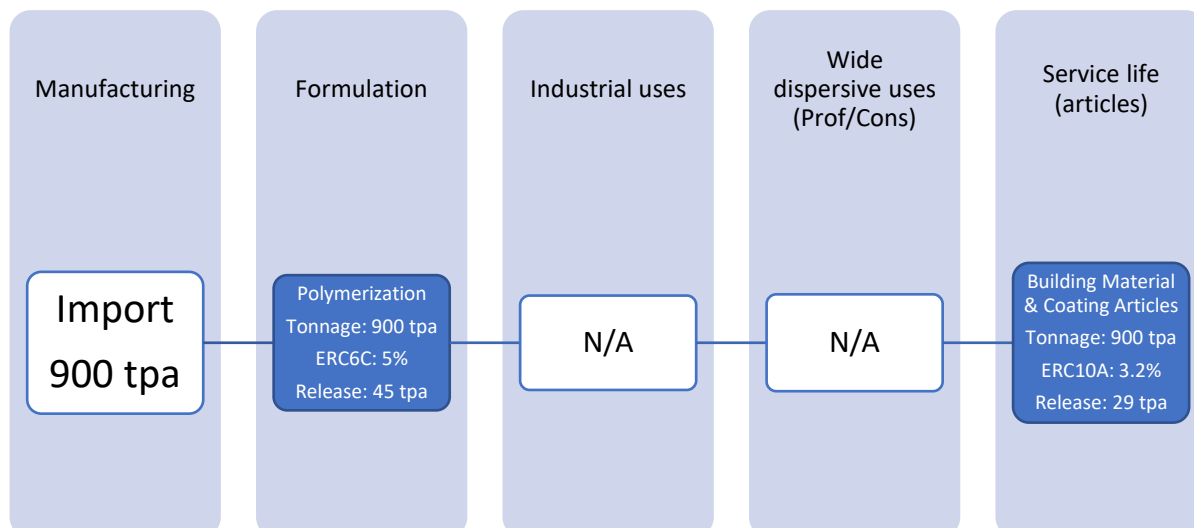 Manufacturing
Import
900 tpa
Formulation
Polymerization
Tonnage: 900 tpa
ERC6C: 5%
Release: 45 tpa
Industrial uses
N/A
Wide
dispersive uses
(Prof/Cons)
N/A
Service life
(articles)
Building Material
& Coating Articles
Tonnage: 900 tpa
ERC10A: 3.2%
Release: 29 tpa